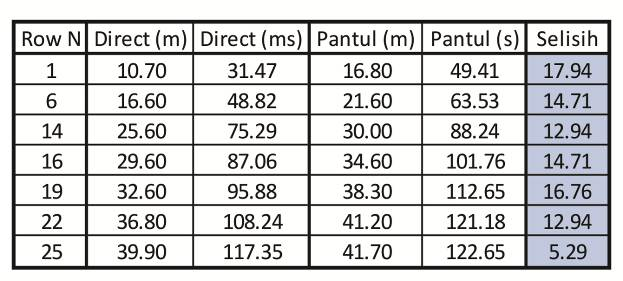 Row N Direct (m) Direct (ms) Pantul (m) Pantul (s) Selisih
1 10.70 31.47 16.80 49.41 17.94
6 16.60 48.82 21.60 63.53 14.71
14 25.60 75.29 30.00 88.24 12.94
16 29.60 87.06 34.60 101.76 14.71
19 32.60 95.88 38.30 112.65 16.76
22 36.80 108.24 41.20 121.18 12.94
25 39.90 117.35 41.70 122.65 5.29